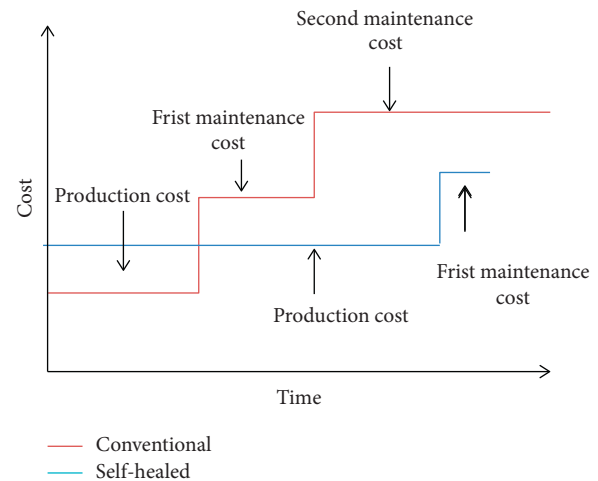 Second maintenance
cost
Frist maintenance
cost
Production cost
Cost
Frist maintenance
cost
Production cost
Time
Conventional
Self-healed